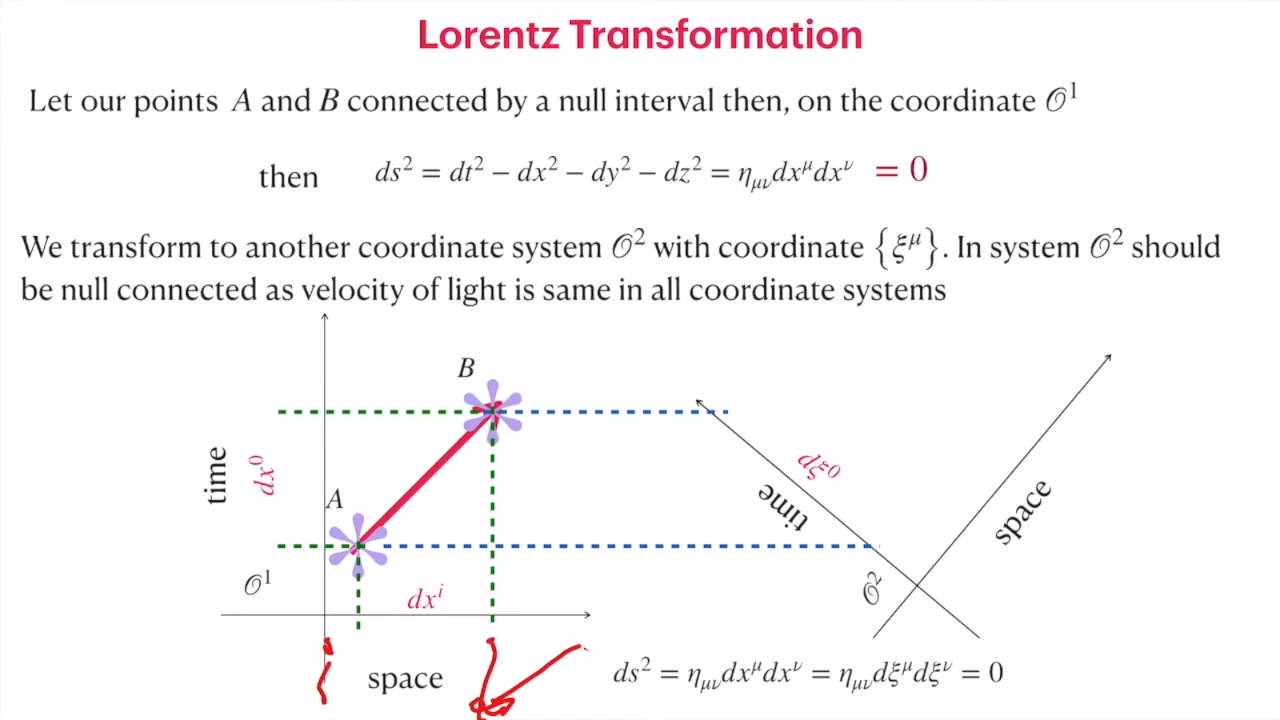 Lorentz Transformation
Let our points A and B connected by a null interval then, on the coordinate 𝒪¹
then ds² = dt² − dx² − dy² − dz² = η_μν dx^μ dx^ν = 0
We transform to another coordinate system 𝒪² with coordinate {ξ^μ}. In system 𝒪² should
be null connected as velocity of light is same in all coordinate systems
B
A
time
dx⁰
𝒪¹
dxⁱ
space
dξ⁰
time
space
𝒪²
ds² = η_μν dx^μ dx^ν = η_μν dξ^μ dξ^ν = 0